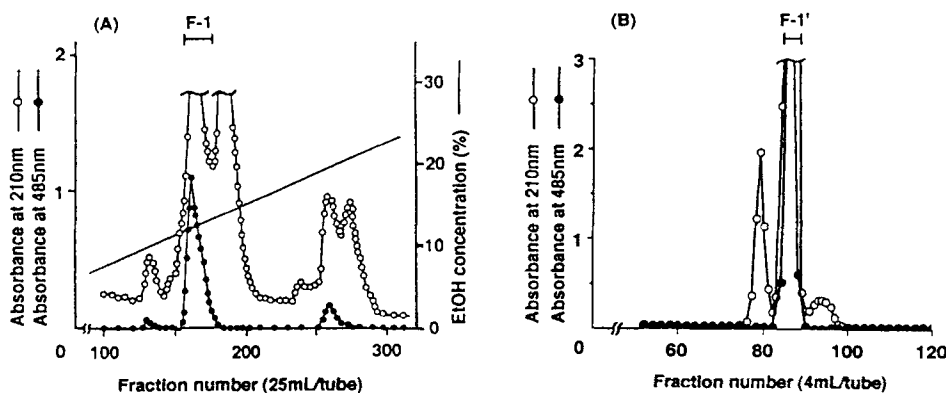 (A)
F-1
Absorbance at 210nm
Absorbance at 485nm
2
1
0
30
20
10
0
EtOH concentration (%)
100
200
300
Fraction number (25mL/tube)
(B)
F-1'
Absorbance at 210nm
Absorbance at 485nm
3
2
1
0
60
80
100
120
Fraction number (4mL/tube)